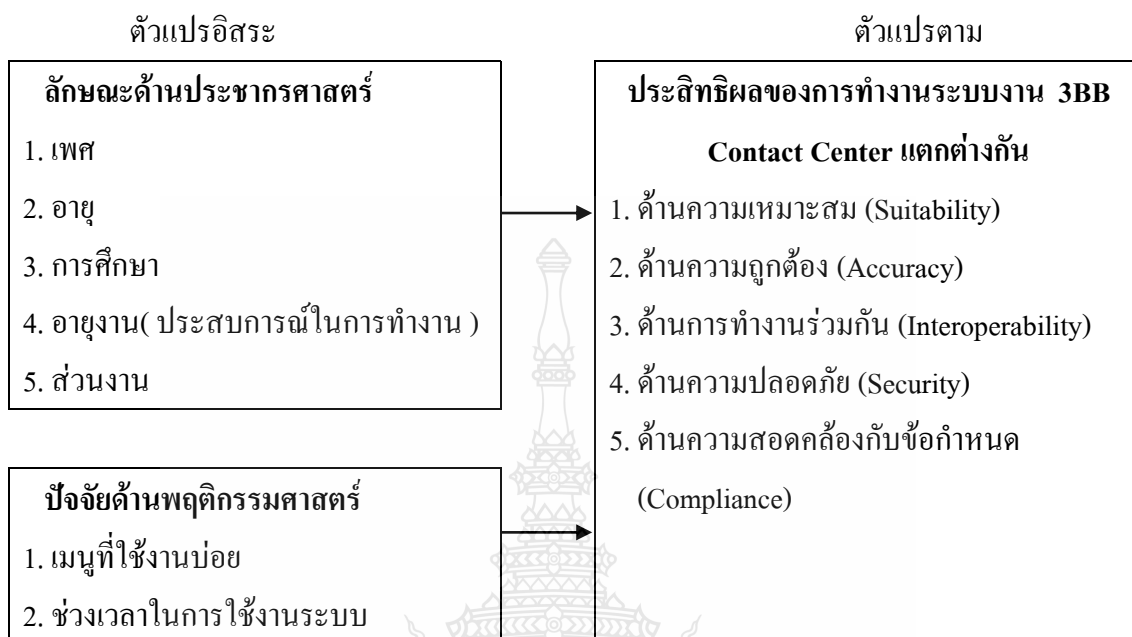 ตัวแปรอิสระ
ตัวแปรตาม
ลักษณะด้านประชากรศาสตร์
1. เพศ
2. อายุ
3. การศึกษา
4. อายุงาน( ประสบการณ์ในการทำงาน )
5. ส่วนงาน
ปัจจัยด้านพฤติกรรมศาสตร์
1. เมนูที่ใช้งานบ่อย
2. ช่วงเวลาในการใช้งานระบบ
ประสิทธิผลของการทำงานระบบงาน 3BB
Contact Center แตกต่างกัน
1. ด้านความเหมาะสม (Suitability)
2. ด้านความถูกต้อง (Accuracy)
3. ด้านการทำงานร่วมกัน (Interoperability)
4. ด้านความปลอดภัย (Security)
5. ด้านความสอดคล้องกับข้อกำหนด
(Compliance)